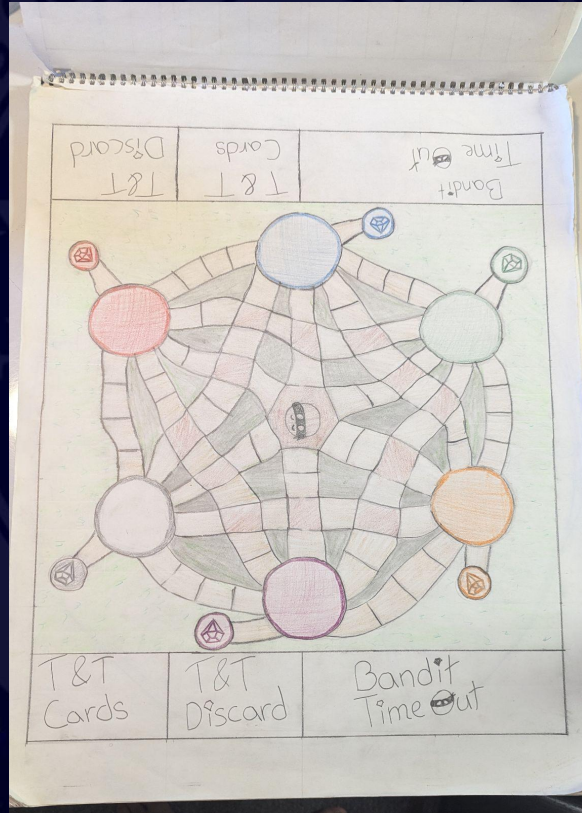 T&T
Discard
T & T
Cards
Bandit
Time Out
T&T
Cards
T&T
Discard
Bandit
Time Out